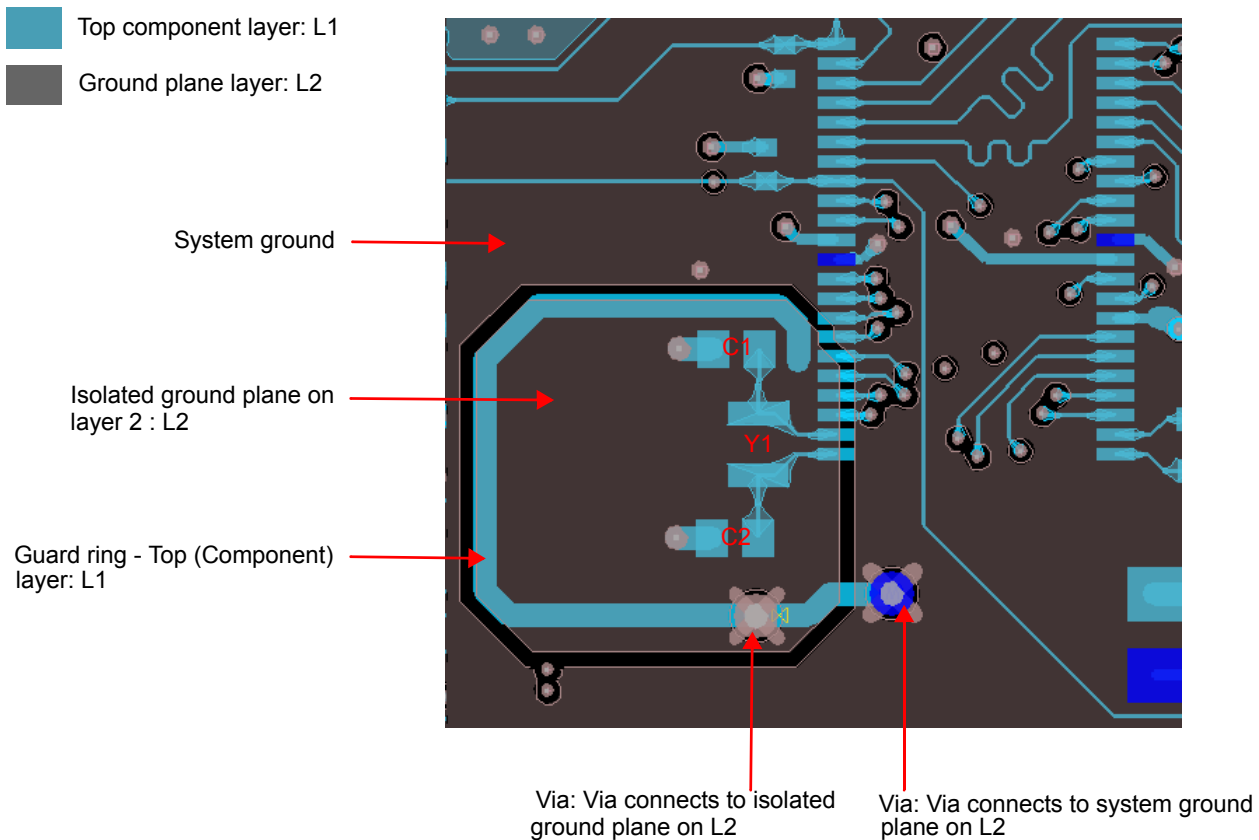 Top component layer: L1
Ground plane layer: L2
System ground
C1
Isolated ground plane on
layer 2 : L2
Y1
C2
Guard ring - Top (Component)
layer: L1
Via: Via connects to isolated
ground plane on L2
Via: Via connects to system ground
plane on L2